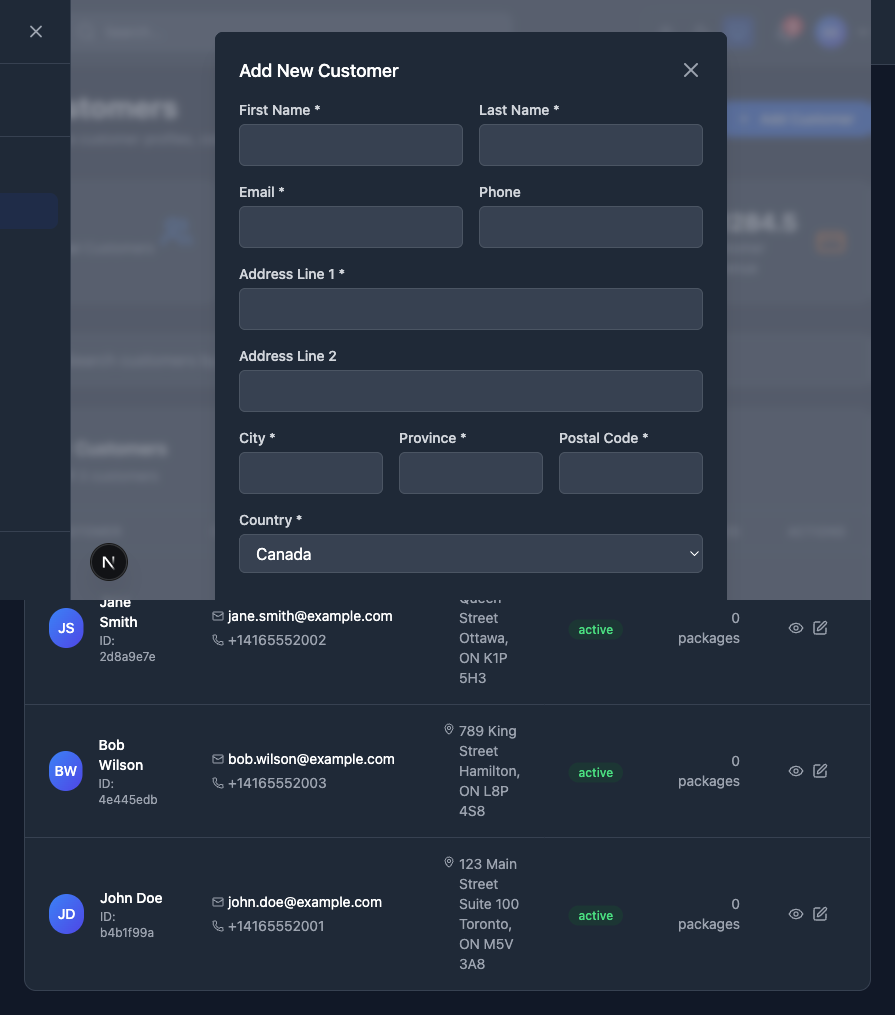 Add New Customer
First Name * Last Name *
Email * Phone
Address Line 1 *
Address Line 2
City * Province * Postal Code *
Country *
Canada
N
Jane
Smith
ID:
2d8a9e7e
JS
jane.smith@example.com
+14165552002
Queen
Street
Ottawa,
ON K1P
5H3
active
0
packages
BW
Bob
Wilson
ID:
4e445edb
bob.wilson@example.com
+14165552003
789 King
Street
Hamilton,
ON L8P
4S8
active
0
packages
JD
John Doe
ID:
b4b1f99a
john.doe@example.com
+14165552001
123 Main
Street
Suite 100
Toronto,
ON M5V
3A8
active
0
packages